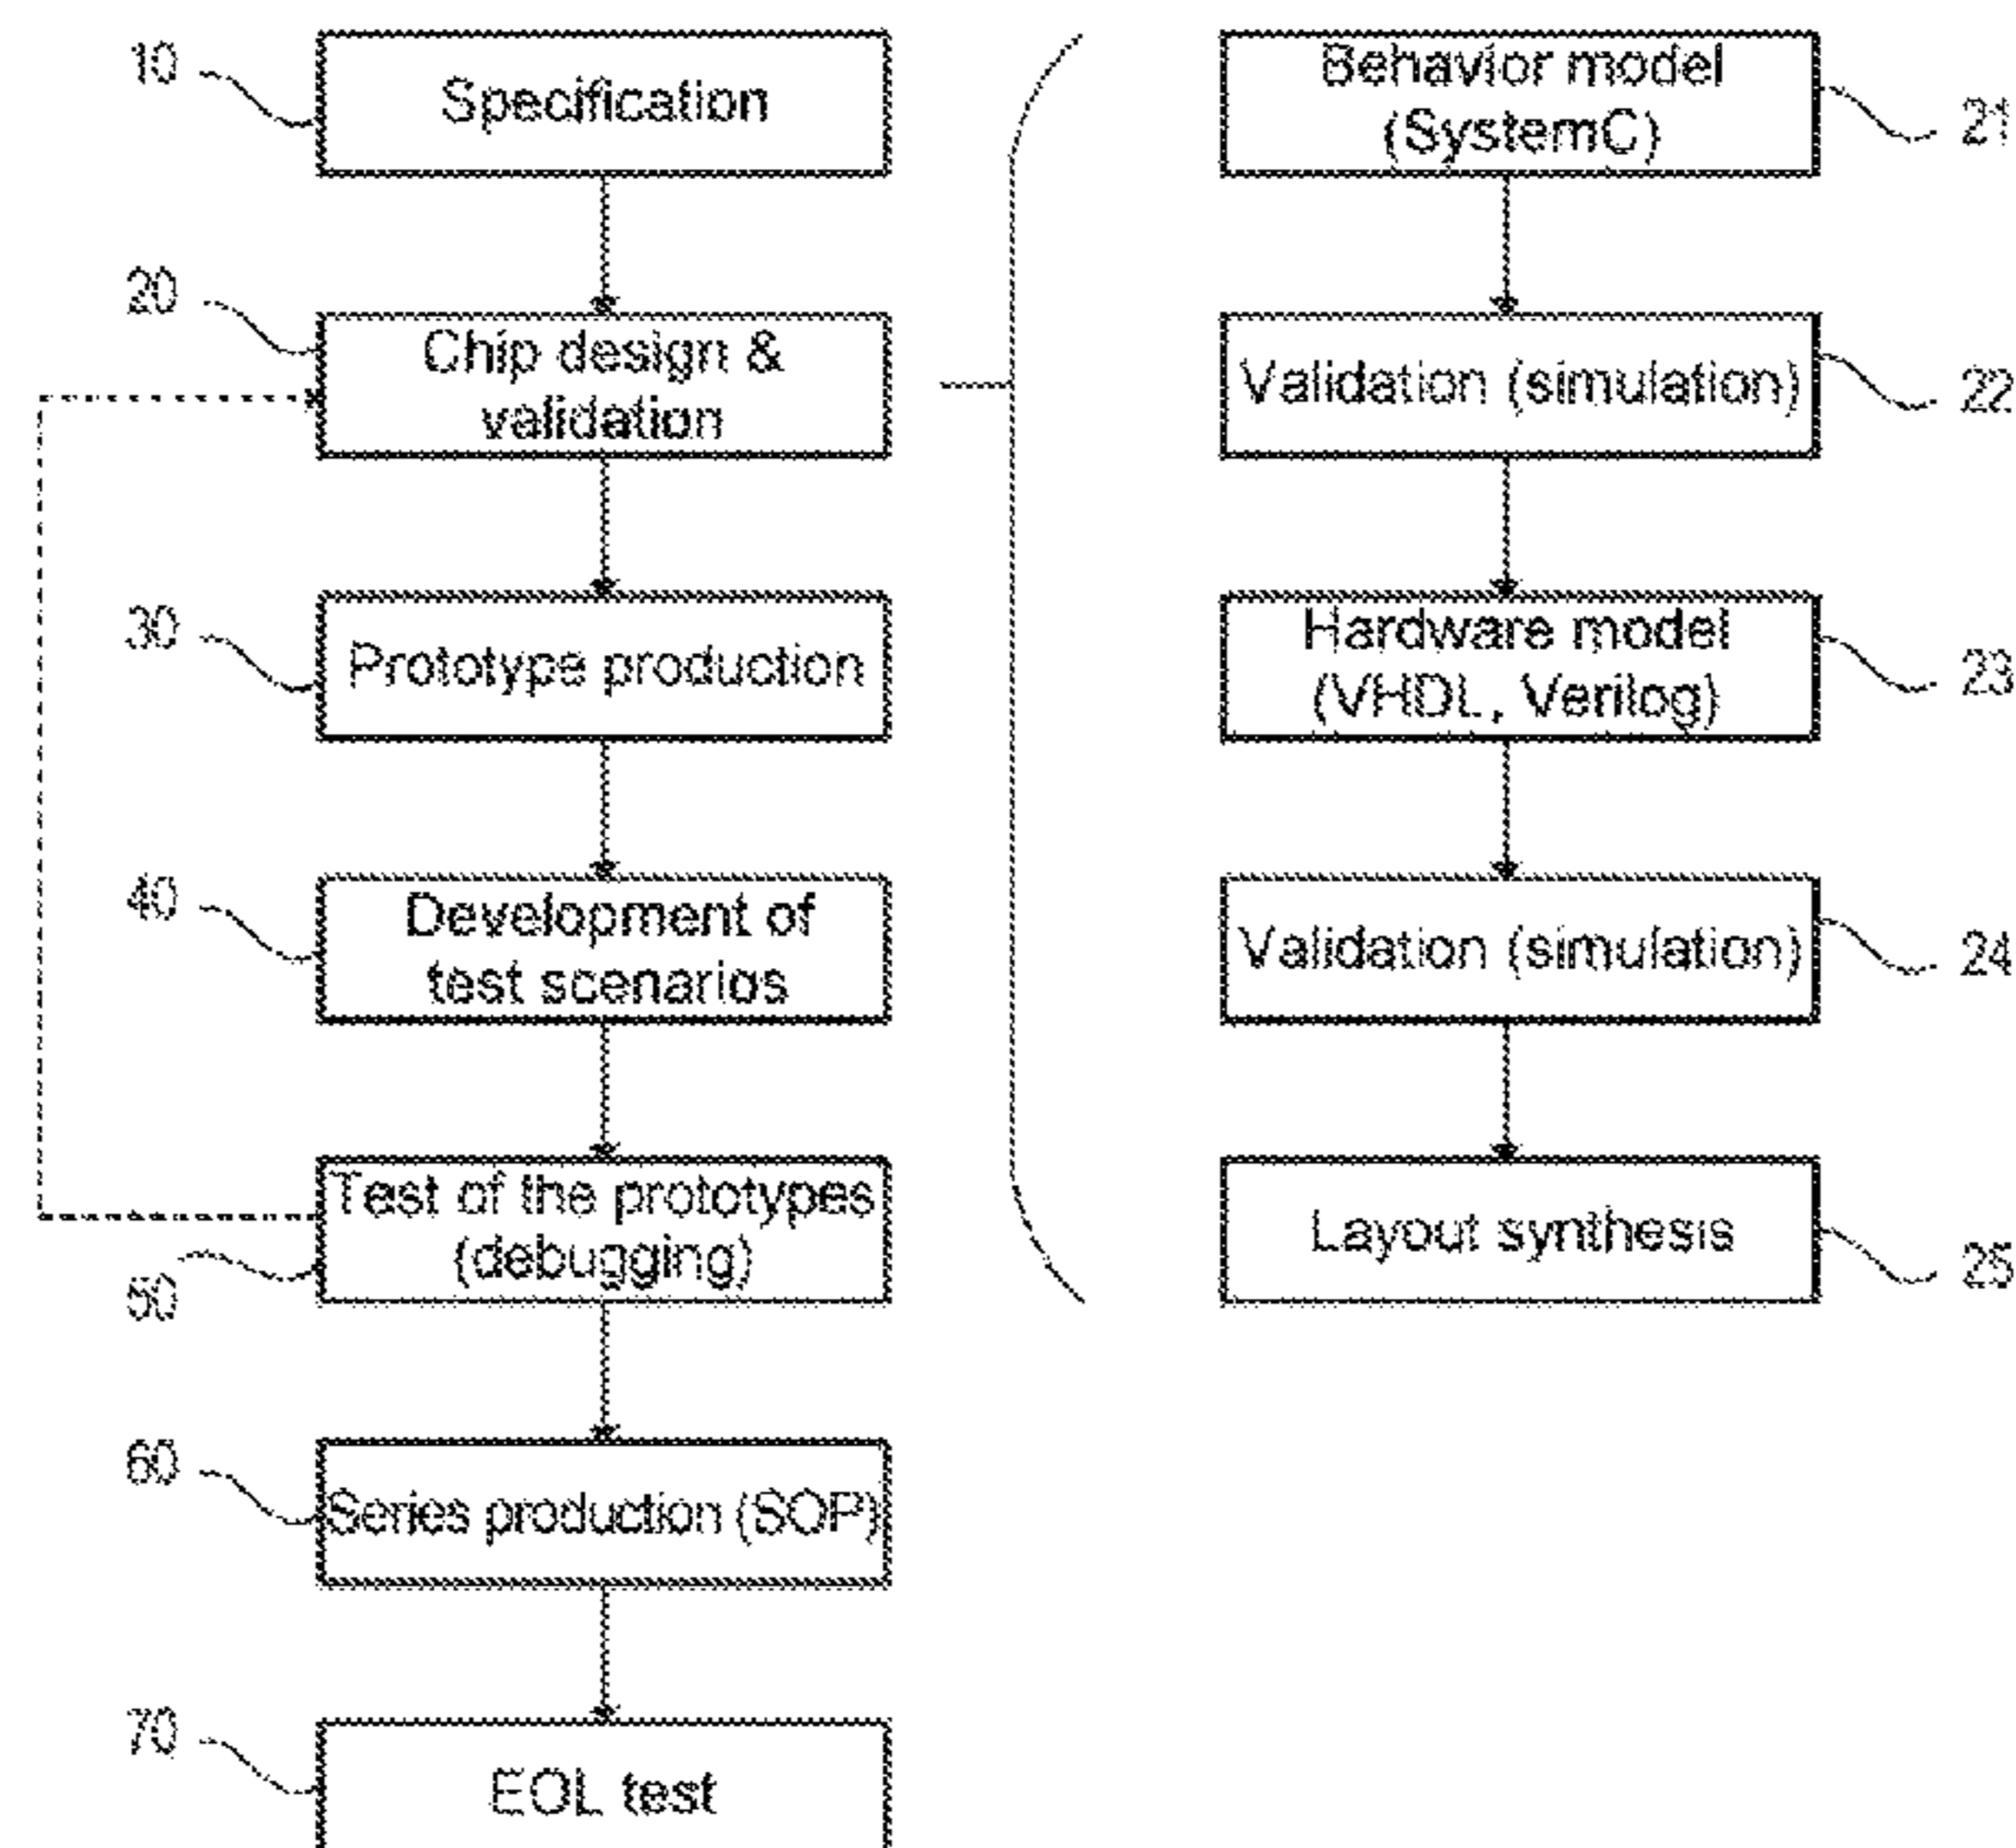 10
Specification
20
Chip design &
validation
30
Prototype production
40
Development of
test scenarios
50
Test of the prototypes
(debugging)
60
Series production (SOP)
70
EOL test
Behavior model
(SystemC)
21
Validation (simulation)
22
Hardware model
(VHDL, Verilog)
23
Validation (simulation)
24
Layout synthesis
25